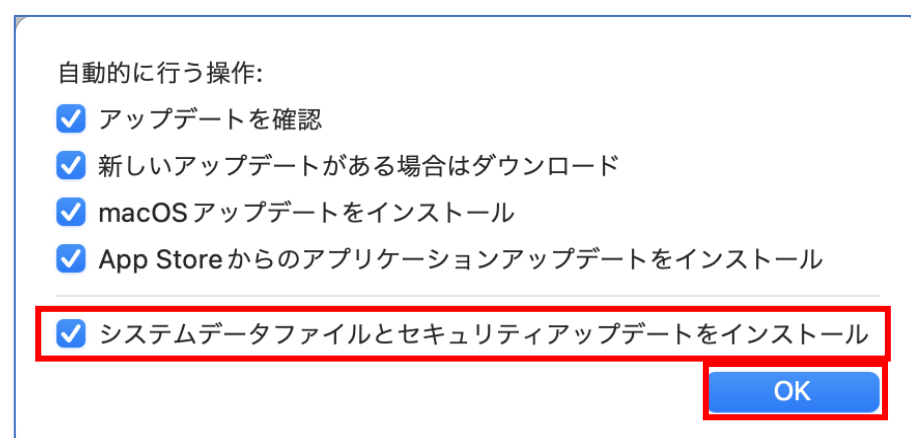 自動的に行う操作:
アップデートを確認
新しいアップデートがある場合はダウンロード
macOSアップデートをインストール
App Storeからのアプリケーションアップデートをインストール
システムデータファイルとセキュリティアップデートをインストール
OK